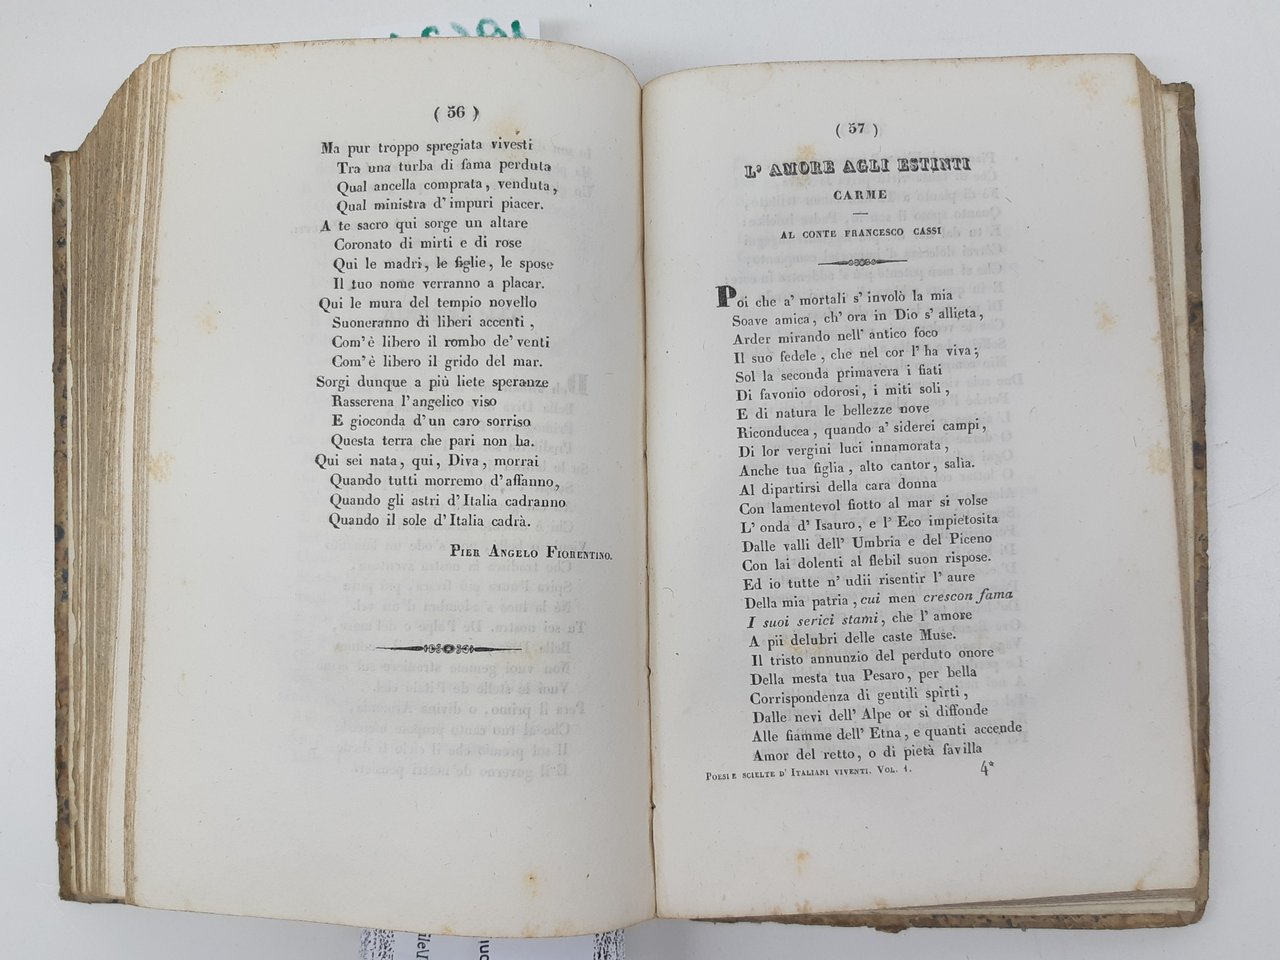 ( 56 )
Ma pur troppo spregiata vivesti
Tra una turba di fama perduta
Qual ancella comprata, venduta,
Qual ministra d' impuri piacer.
A te sacro qui sorge un altare
Coronato di mirti e di rose
Qui le madri, le figlie, le spose
Il tuo nome verranno a placar.
Qui le mura del tempio novello
Suoneranno di liberi accenti,
Com' è libero il rombo de' venti
Com' è libero il grido del mar.
Sorgi dunque a più liete speranze
Rasserena l' angelico viso
E gioconda d' un caro sorriso
Questa terra che pari non ha.
Qui sei nata, qui, Diva, morrai
Quando tutti morremo d' affanno,
Quando gli astri d' Italia cadranno
Quando il sole d' Italia cadrà.
PIER ANGELO FIORENTINO.
( 57 )
L' AMORE AGLI ESTINTI
CARME
AL CONTE FRANCESCO CASSI
Poi che a' mortali s' involò la mia
Soave amica, ch' ora in Dio s' allieta,
Arder mirando nell' antico foco
Il suo fedele, che nel cor l' ha viva;
Sol la seconda primavera i fiati
Di favonio odorosi, i miti soli,
E di natura le bellezze nove
Riconducea, quando a' siderei campi,
Di lor vergini luci innamorata,
Anche tua figlia, alto cantor, salia.
Al dipartirsi della cara donna
Con lamentevol fiotto al mar si volse
L' onda d' Isauro, e l' Eco impietosita
Dalle valli dell' Umbria e del Piceno
Con lai dolenti al flebil suon rispose.
Ed io tutte n' udii risentir l' aure
Della mia patria, cui men crescon fama
I suoi serici stami, che l' amore
A pii delubri delle caste Muse.
Il tristo annunzio del perduto onore
Della mesta tua Pesaro, per bella
Corrispondenza di gentili spirti,
Dalle nevi dell' Alpe or si diffonde
Alle fiamme dell' Etna, e quanti accende
Amor del retto, o di pietà favilla
POESIE SCIELTE D' ITALIANI VIVENTI. VOL. 1. 4*